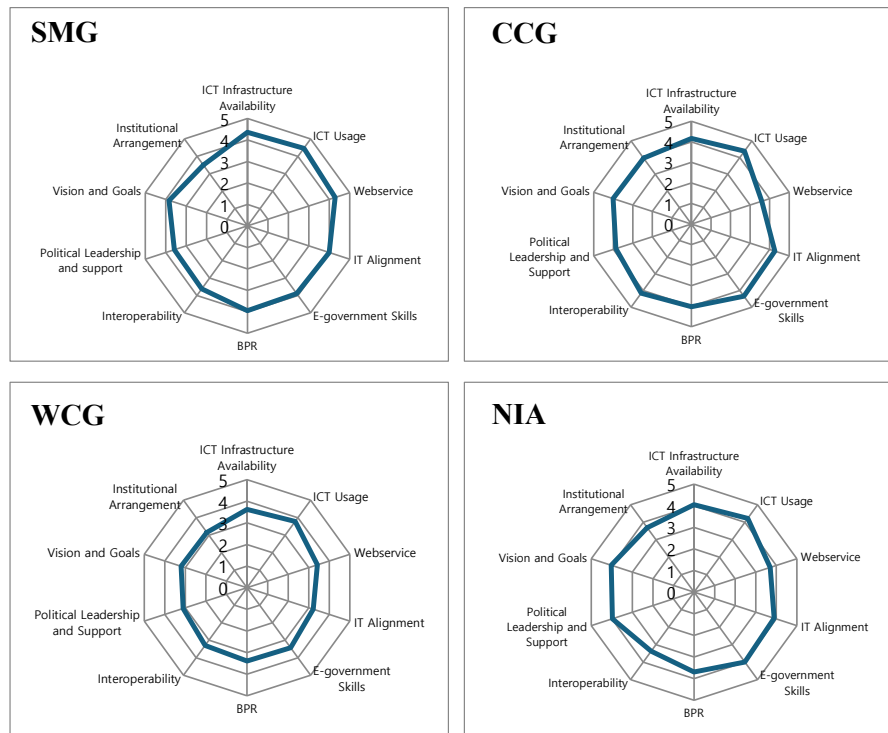 SMG
ICT Infrastructure
Availability
ICT Usage
Webservice
IT Alignment
E-government Skills
BPR
Interoperability
Political Leadership
and support
Vision and Goals
Institutional
Arrangement
5
4
3
2
1
0
CCG
ICT Infrastructure
Availability
ICT Usage
Webservice
IT Alignment
E-government
Skills
BPR
Interoperability
Political
Leadership and
Support
Vision and Goals
Institutional
Arrangement
5
4
3
2
1
0
WCG
ICT Infrastructure
Availability
ICT Usage
Webservice
IT Alignment
E-government
Skills
BPR
Interoperability
Political Leadership
and Support
Vision and Goals
Institutional
Arrangement
5
4
3
2
1
0
NIA
ICT Infrastructure
Availability
ICT Usage
Webservice
IT Alignment
E-government
Skills
BPR
Interoperability
Political
Leadership and
Support
Vision and Goals
Institutional
Arrangement
5
4
3
2
1
0